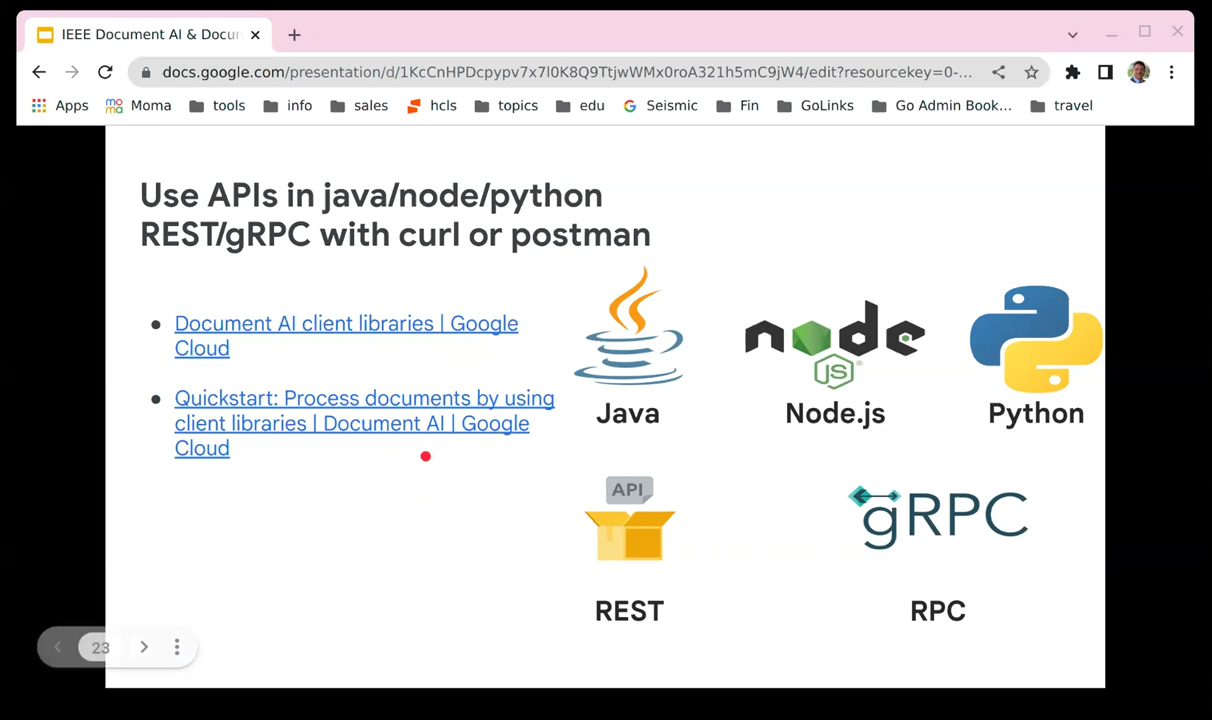 IEEE Document AI & Docun
docs.google.com/presentation/d/1KcCnHPDcpypv7x7l0K8Q9TtjwWMx0roA321h5mC9jW4/edit?resourcekey=0-...
Apps Moma tools info sales hcls topics edu Seismic Fin GoLinks Go Admin Book... travel
Use APIs in java/node/python
REST/gRPC with curl or postman
• Document AI client libraries | Google
Cloud
• Quickstart: Process documents by using
client libraries | Document AI | Google
Cloud
node
JS
Java Node.js Python
API
gRPC
REST RPC
23